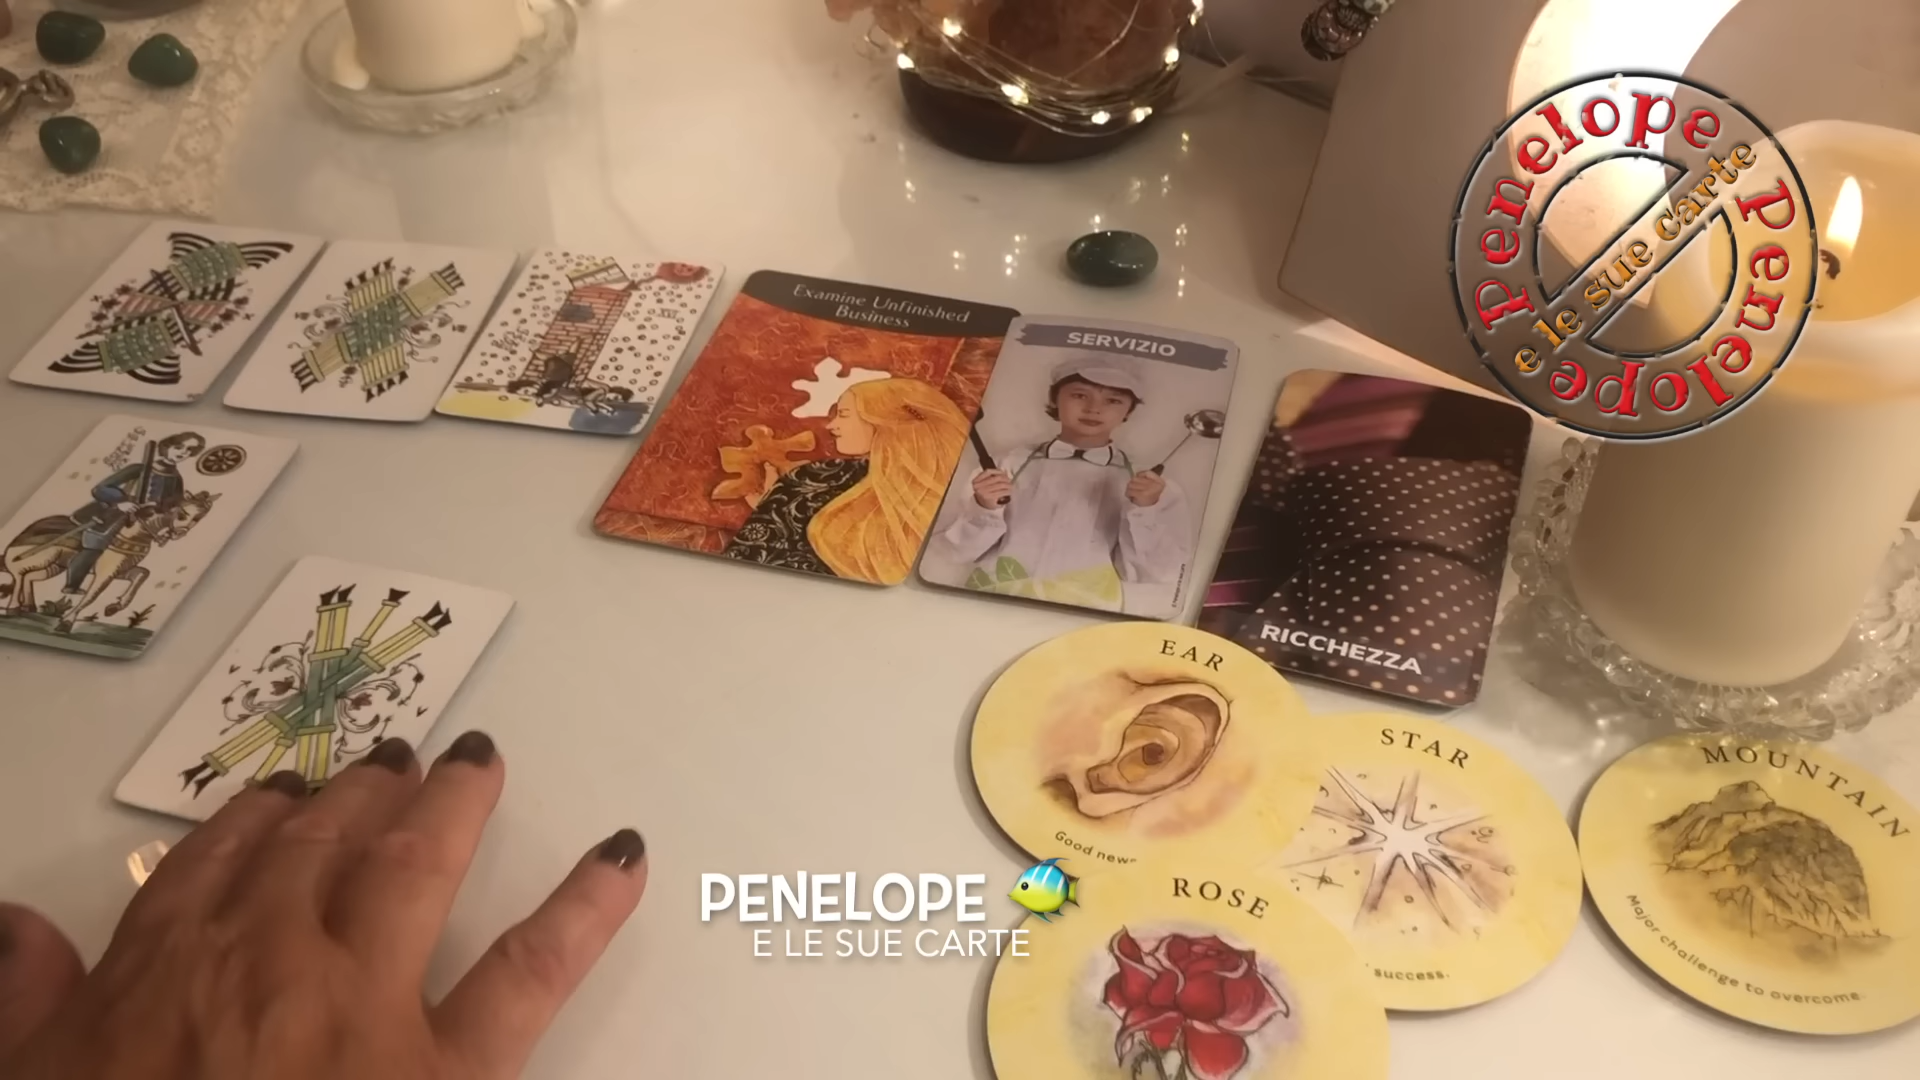 Penelope
e le sue carte
Penelope
Examine Unfinished
Business
SERVIZIO
XVI
RICCHEZZA
EAR
Good news
STAR
success.
MOUNTAIN
Major challenge to overcome.
ROSE
PENELOPE
E LE SUE CARTE